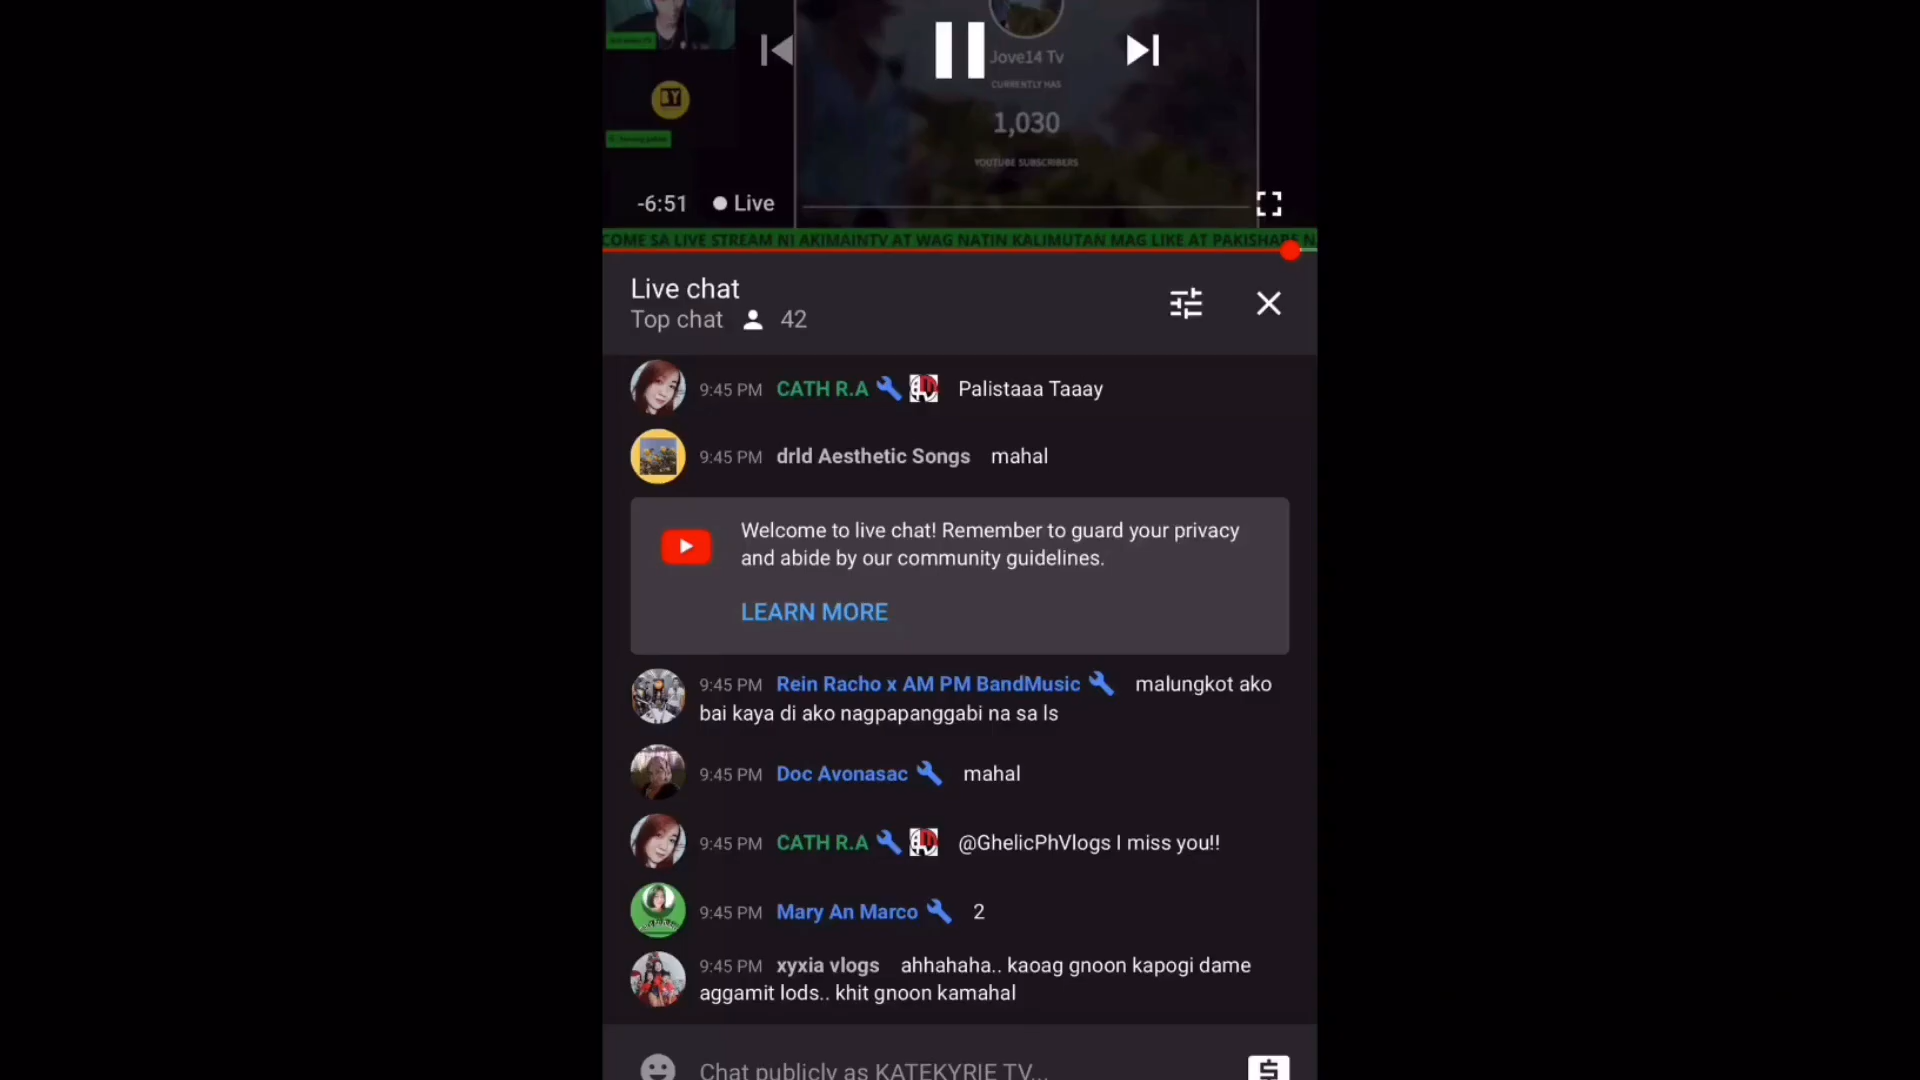 BY
Jove14 Tv
CURRENTLY HAS
1,030
YOUTUBE SUBSCRIBERS
-6:51 Live
COME SA LIVE STREAM NI AKIMAINTV AT WAG NATIN KALIMUTAN MAG LIKE AT PAKISHARE N
Live chat
Top chat 42
9:45 PM CATH R.A Palistaaa Taaay
9:45 PM drld Aesthetic Songs mahal
Welcome to live chat! Remember to guard your privacy
and abide by our community guidelines.
LEARN MORE
9:45 PM Rein Racho x AM PM BandMusic malungkot ako
bai kaya di ako nagpapanggabi na sa ls
9:45 PM Doc Avonasac mahal
9:45 PM CATH R.A @GhelicPhVlogs I miss you!!
9:45 PM Mary An Marco 2
9:45 PM xyxia vlogs ahhahaha.. kaoag gnoon kapogi dame
aggamit lods.. khit gnoon kamahal
Chat publicly as KATEKYRIE TV...